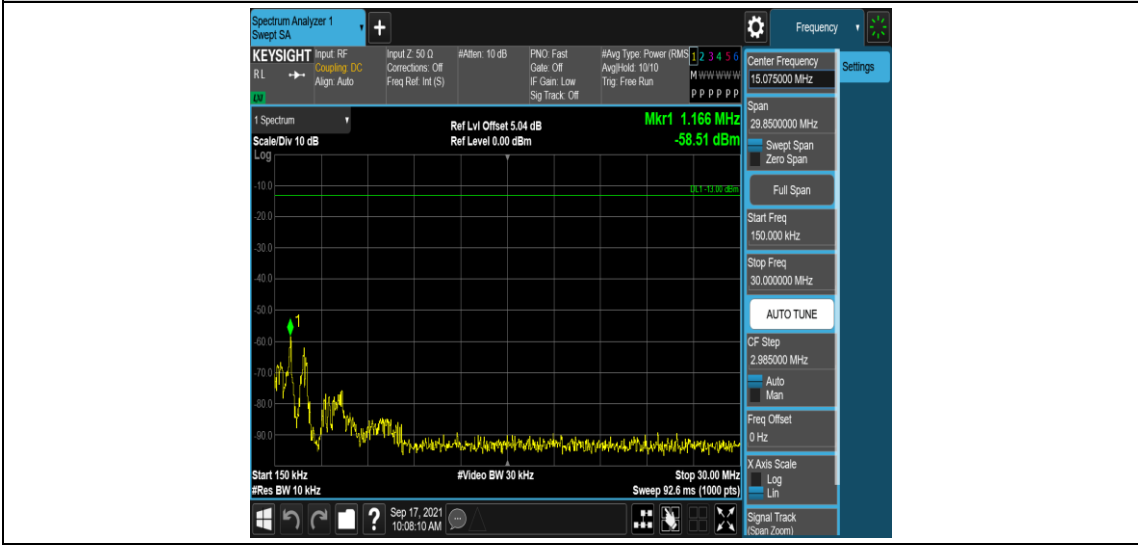 Spectrum Analyzer 1
Swept SA
+
Frequency
KEYSIGHT
RL
LXI
Input: RF
Coupling: DC
Align: Auto
Input Z: 50 Ω
Corrections: Off
Freq Ref: Int (S)
#Atten: 10 dB
PNO: Fast
Gate: Off
IF Gain: Low
Sig Track: Off
#Avg Type: Power (RMS
Avg|Hold: 10/10
Trig: Free Run
1 2 3 4 5 6
M W W W W W
P P P P P P
1 Spectrum
Scale/Div 10 dB
Log
Ref Lvl Offset 5.04 dB
Ref Level 0.00 dBm
Mkr1 1.166 MHz
-58.51 dBm
DL1 -13.00 dBm
-10.0
-20.0
-30.0
-40.0
-50.0
-60.0
-70.0
-80.0
-90.0
1
Start 150 kHz
#Res BW 10 kHz
#Video BW 30 kHz
Stop 30.00 MHz
Sweep 92.6 ms (1000 pts)
Center Frequency
15.075000 MHz
Span
29.8500000 MHz
Swept Span
Zero Span
Full Span
Start Freq
150.000 kHz
Stop Freq
30.000000 MHz
AUTO TUNE
CF Step
2.985000 MHz
Auto
Man
Freq Offset
0 Hz
X Axis Scale
Log
Lin
Signal Track
(Span Zoom)
Settings
?
Sep 17, 2021
10:08:10 AM